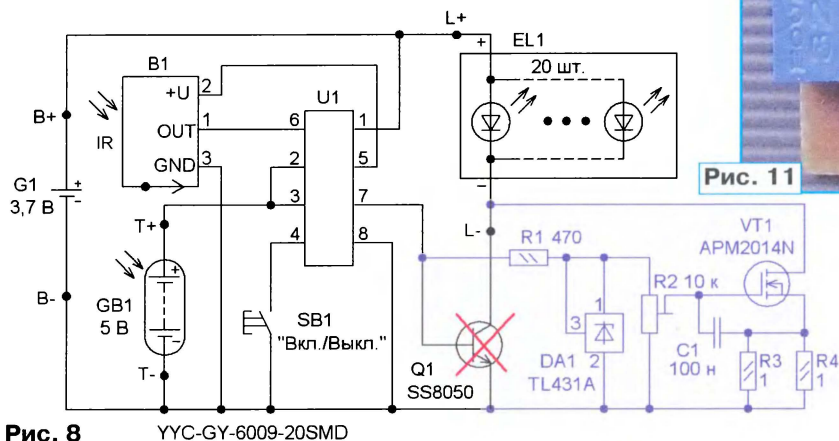 L+
+
EL1
20 шт.
−
B1
+U
2
IR
OUT
1
GND
3
U1
6
1
2
5
3
7
4
8
B+
G1
3,7 В
+
−
B-
T+
+
GB1
5 В
−
T-
SB1
"Вкл./Выкл."
L-
Q1
SS8050
R1 470
1
3
2
DA1
TL431A
R2 10 к
VT1
APM2014N
C1
100 н
R3
1
R4
1
Рис. 11
Рис. 8
YYC-GY-6009-20SMD